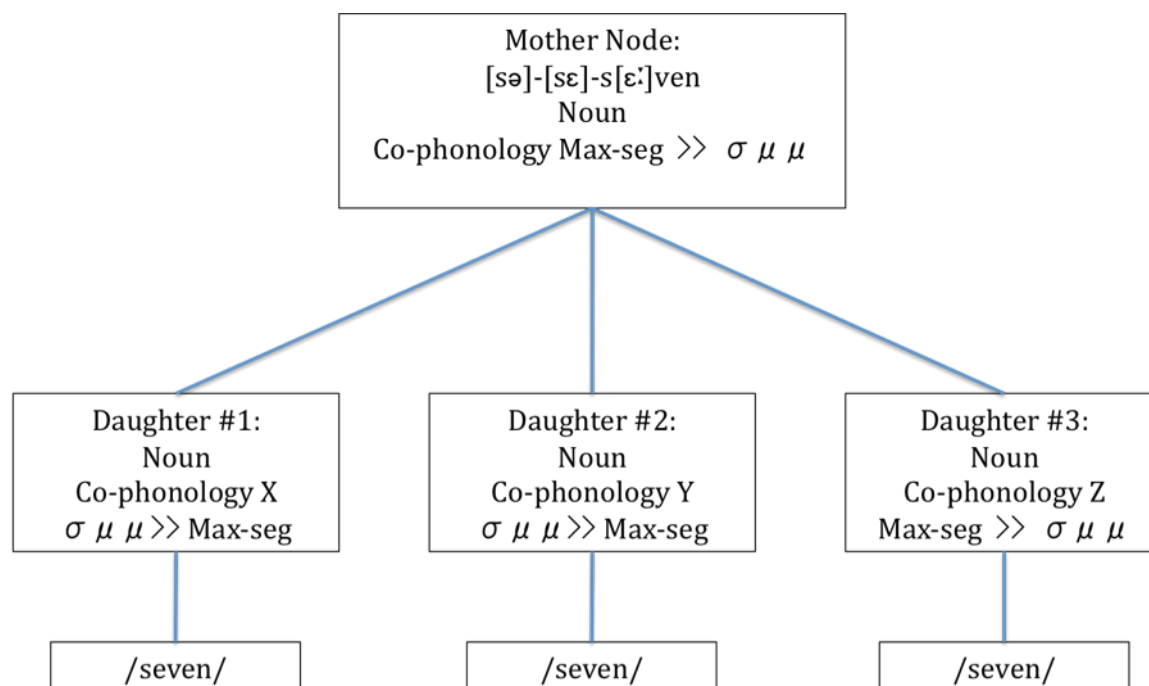 Mother Node:
[sə]-[sɛ]-s[ɛː]ven
Noun
Co-phonology Max-seg >> σ μ μ
Daughter #1:
Noun
Co-phonology X
σ μ μ >> Max-seg
Daughter #2:
Noun
Co-phonology Y
σ μ μ >> Max-seg
Daughter #3:
Noun
Co-phonology Z
Max-seg >> σ μ μ
/seven/
/seven/
/seven/